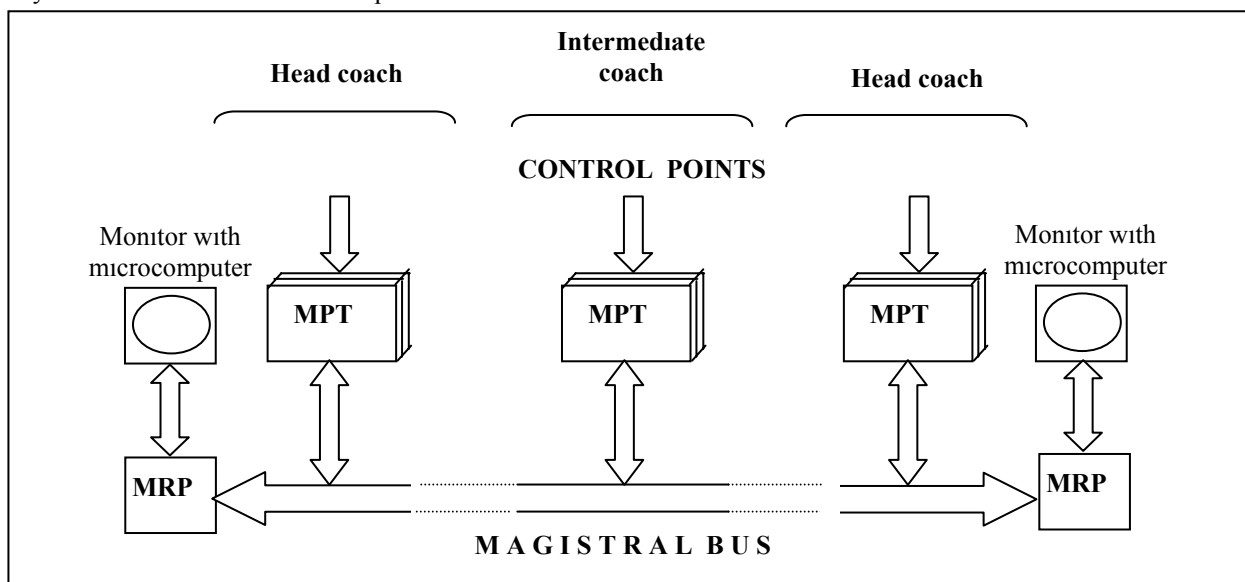 Intermediate
coach
Head coach
Head coach
CONTROL POINTS
Monitor with
microcomputer
Monitor with
microcomputer
MPT
MPT
MPT
MRP
MRP
MAGISTRAL BUS